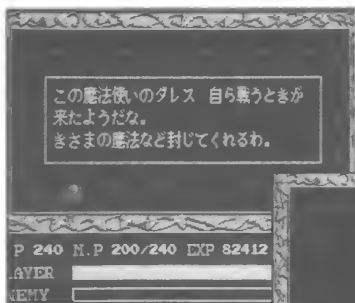 この魔法使いのダレス 自ら戦うときが
来たようだな。
きさまの魔法など封じてくれるわ。
P 240 M.P 200/240 EXP 82412
AYER
NEMY